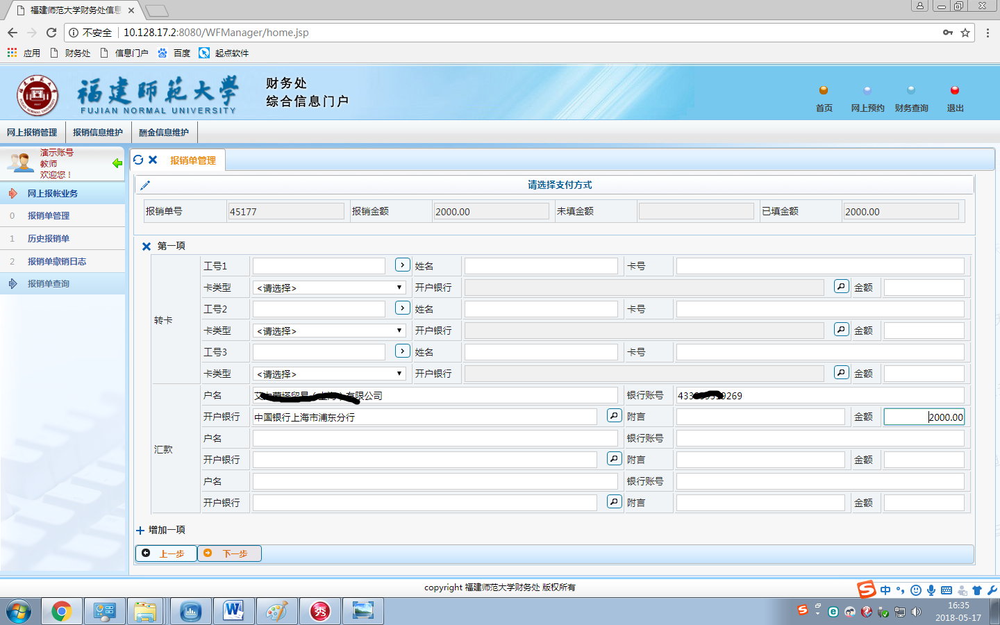 福建师范大学财务处信息
不安全 10.128.17.2:8080/WFManager/home.jsp
应用 财务处 信息门户 百度 起点软件
福建师范大学
FUJIAN NORMAL UNIVERSITY
财务处
综合信息门户
首页 网上预约 财务查询 退出
网上报销管理 报销信息维护 酬金信息维护
演示账号
教师
欢迎您！
网上报帐业务
0 报销单管理
1 历史报销单
2 报销单撤销日志
报销单查询
报销单管理
请选择支付方式
报销单号 45177 报销金额 2000.00 未填金额 已填金额 2000.00
第一项
转卡
工号1 姓名 卡号
卡类型 <请选择> 开户银行 金额
工号2 姓名 卡号
卡类型 <请选择> 开户银行 金额
工号3 姓名 卡号
卡类型 <请选择> 开户银行 金额
汇款
户名 有限公司 银行账号 433 9269
开户银行 中国银行上海市浦东分行 附言 金额 2000.00
户名 银行账号
开户银行 附言 金额
户名 银行账号
开户银行 附言 金额
增加一项
上一步 下一步
copyright 福建师范大学财务处 版权所有
中
16:35
2018-05-17